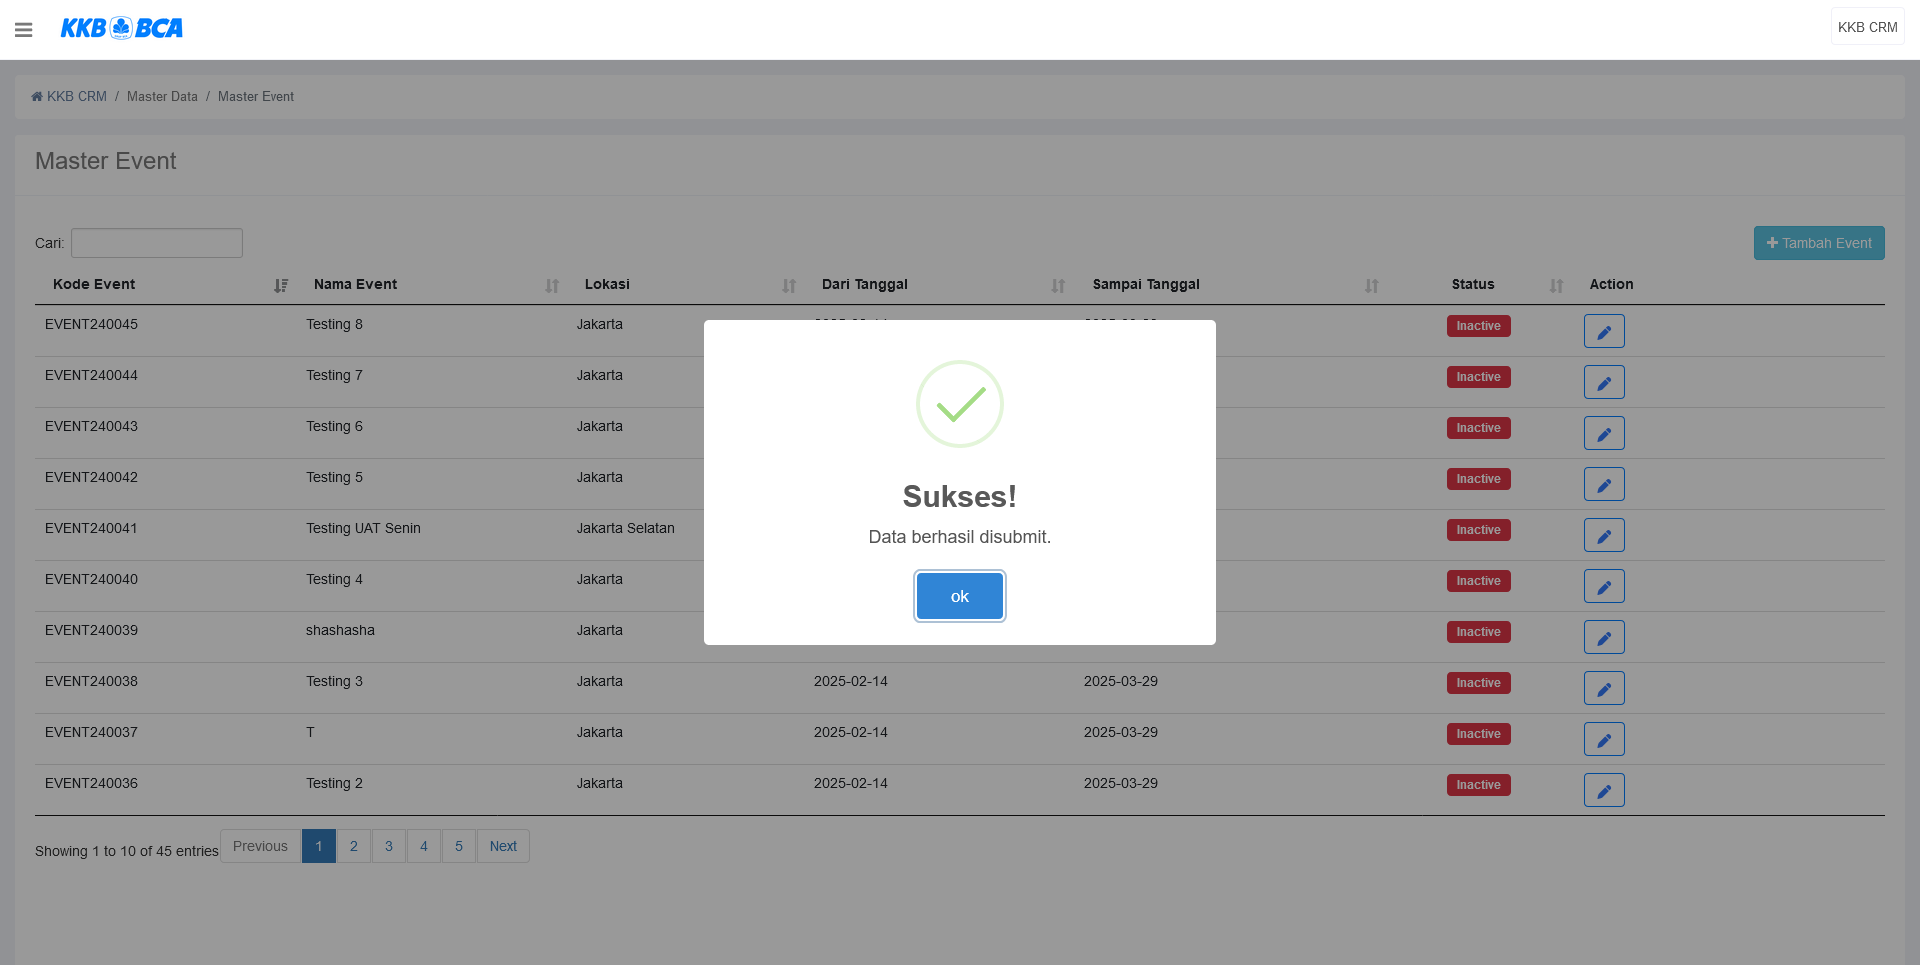 KKB BCA
KKB CRM
KKB CRM / Master Data / Master Event
Master Event
Cari:
Tambah Event
Kode Event Nama Event Lokasi Dari Tanggal Sampai Tanggal Status Action
EVENT240045 Testing 8 Jakarta Inactive
EVENT240044 Testing 7 Jakarta Inactive
EVENT240043 Testing 6 Jakarta Inactive
EVENT240042 Testing 5 Jakarta Inactive
EVENT240041 Testing UAT Senin Jakarta Selatan Inactive
EVENT240040 Testing 4 Jakarta Inactive
EVENT240039 shashasha Jakarta Inactive
EVENT240038 Testing 3 Jakarta 2025-02-14 2025-03-29 Inactive
EVENT240037 T Jakarta 2025-02-14 2025-03-29 Inactive
EVENT240036 Testing 2 Jakarta 2025-02-14 2025-03-29 Inactive
Showing 1 to 10 of 45 entries Previous 1 2 3 4 5 Next
Sukses!
Data berhasil disubmit.
ok